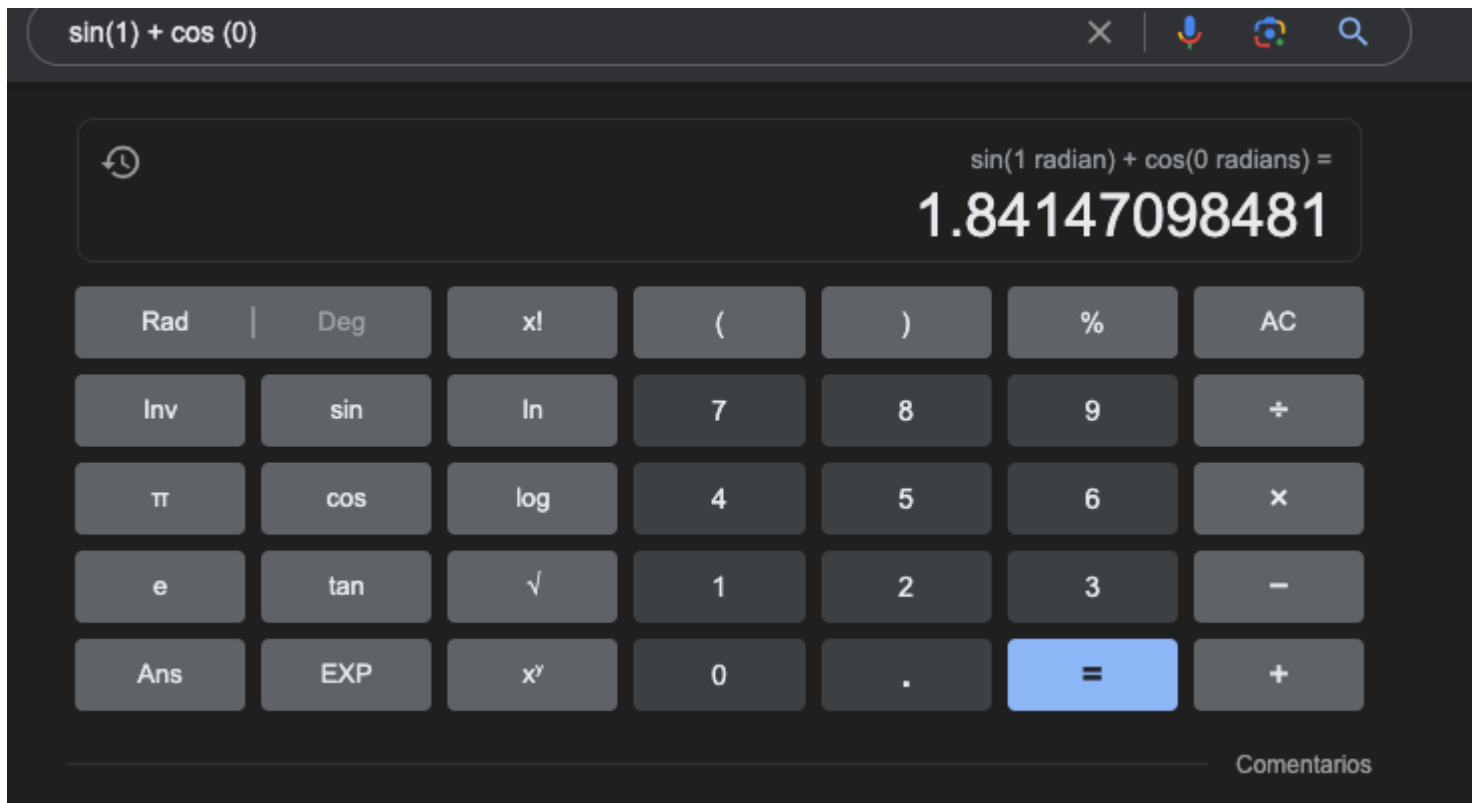 sin(1) + cos (0)
sin(1 radian) + cos(0 radians) =
1.84147098481
Rad | Deg x! ( ) % AC
Inv sin ln 7 8 9 ÷
π cos log 4 5 6 ×
e tan √ 1 2 3 −
Ans EXP xʸ 0 . = +
Comentarios